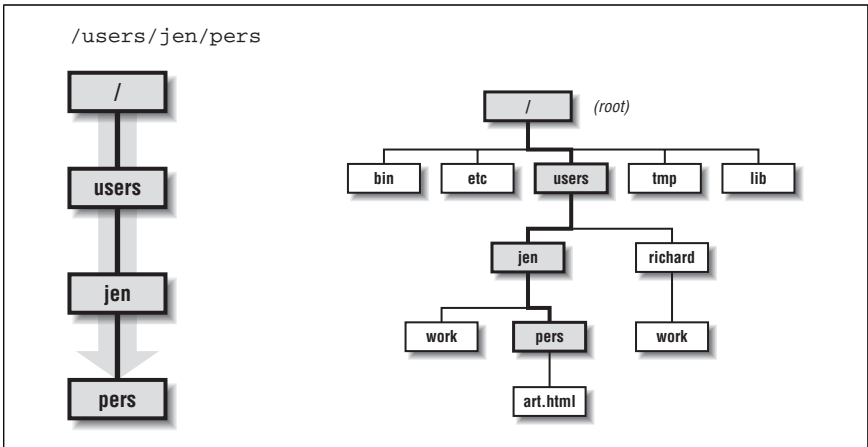 /users/jen/pers
/
users
jen
pers
/ (root)
bin etc users tmp lib
jen richard
work pers work
art.html